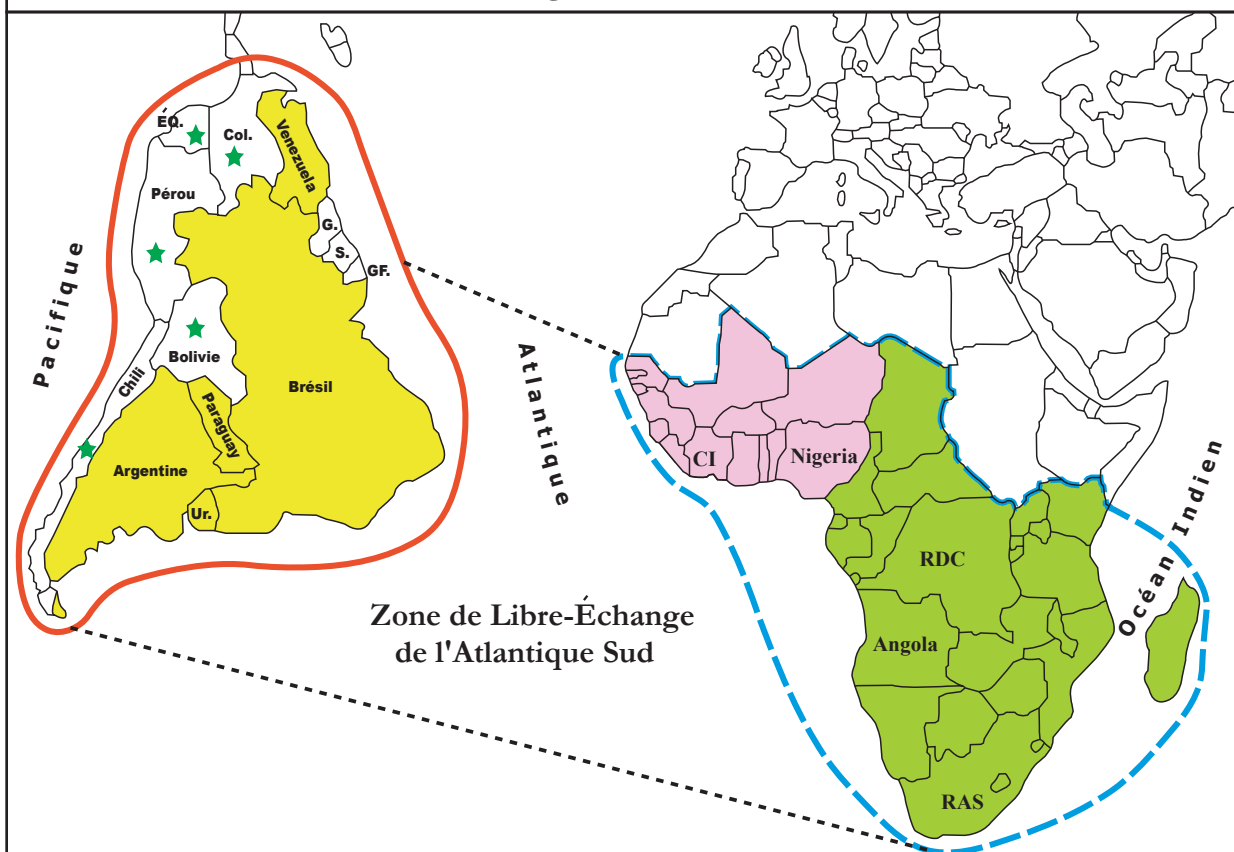 ÉQ.
Col.
Venezuela
Pérou
G.
S.
GF.
Pacifique
Bolivie
Chili
Brésil
Paraguay
Argentine
Ur.
Atlantique
CI
Nigeria
RDC
Angola
RAS
Océan Indien
Zone de Libre-Échange
de l'Atlantique Sud